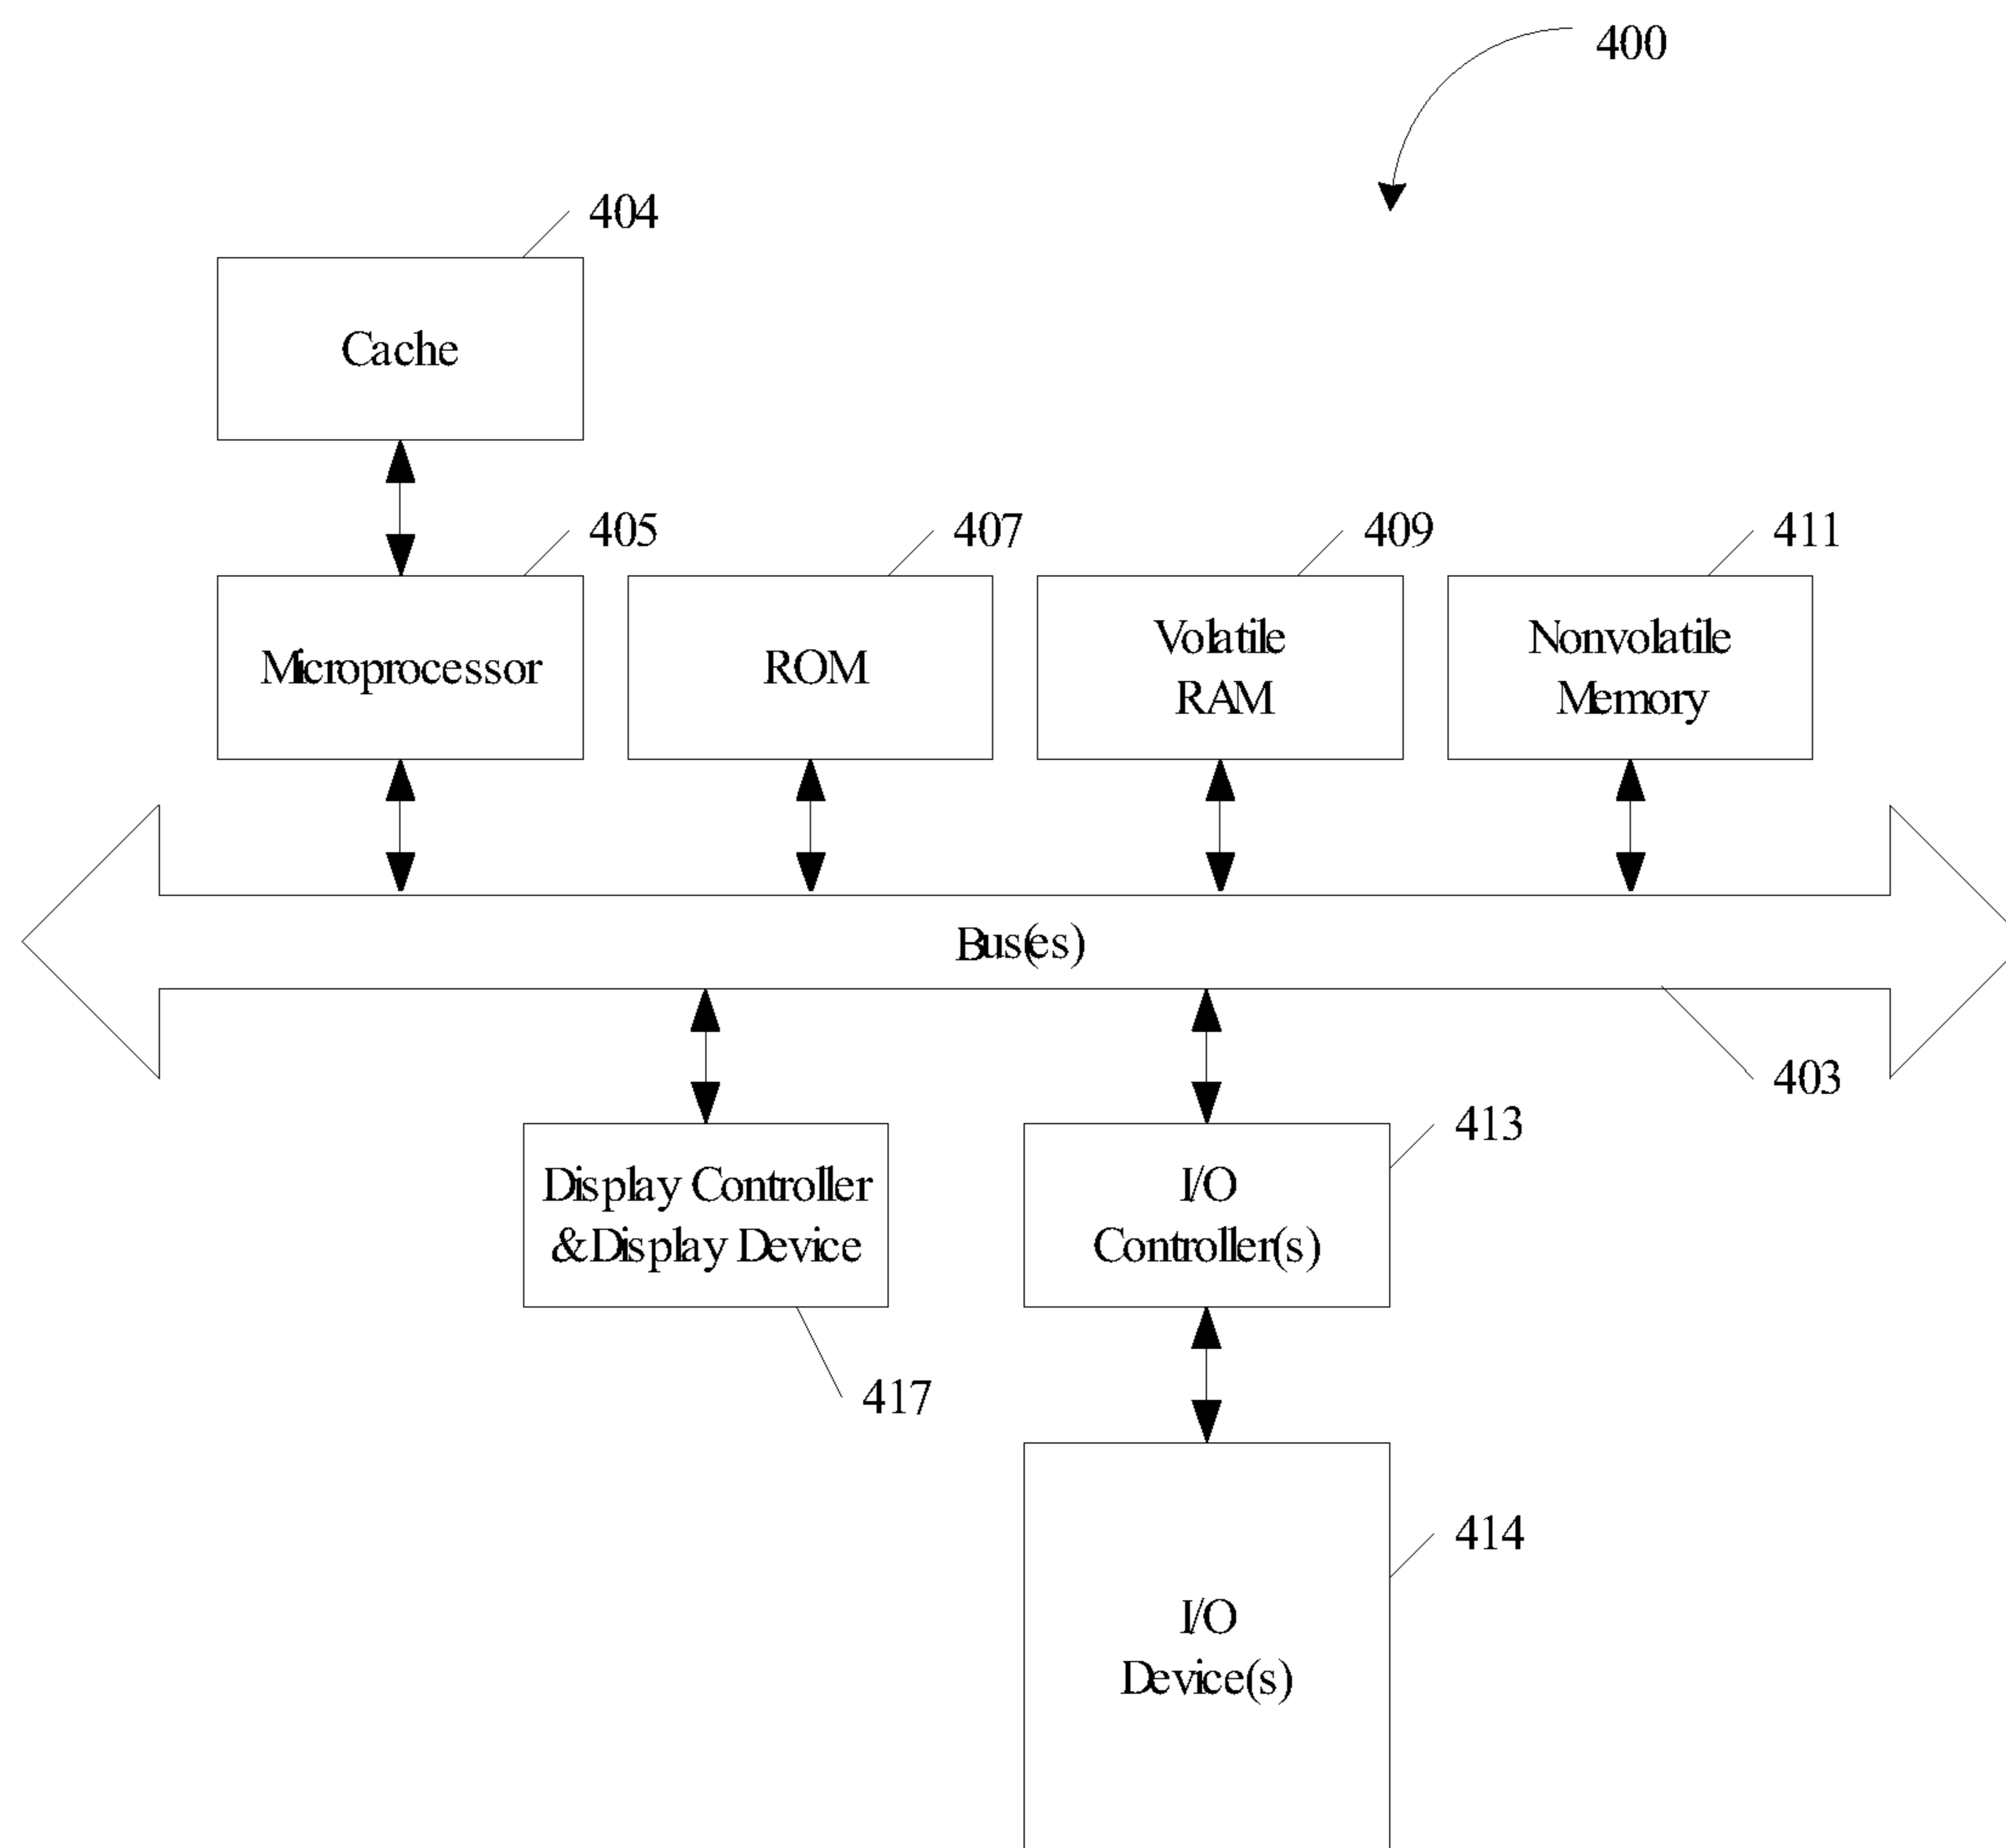 400
404
Cache
405
407
409
411
Microprocessor
ROM
Volatile
RAM
Nonvolatile
Memory
Bus(es)
403
413
Display Controller
& Display Device
I/O
Controller(s)
417
414
I/O
Device(s)